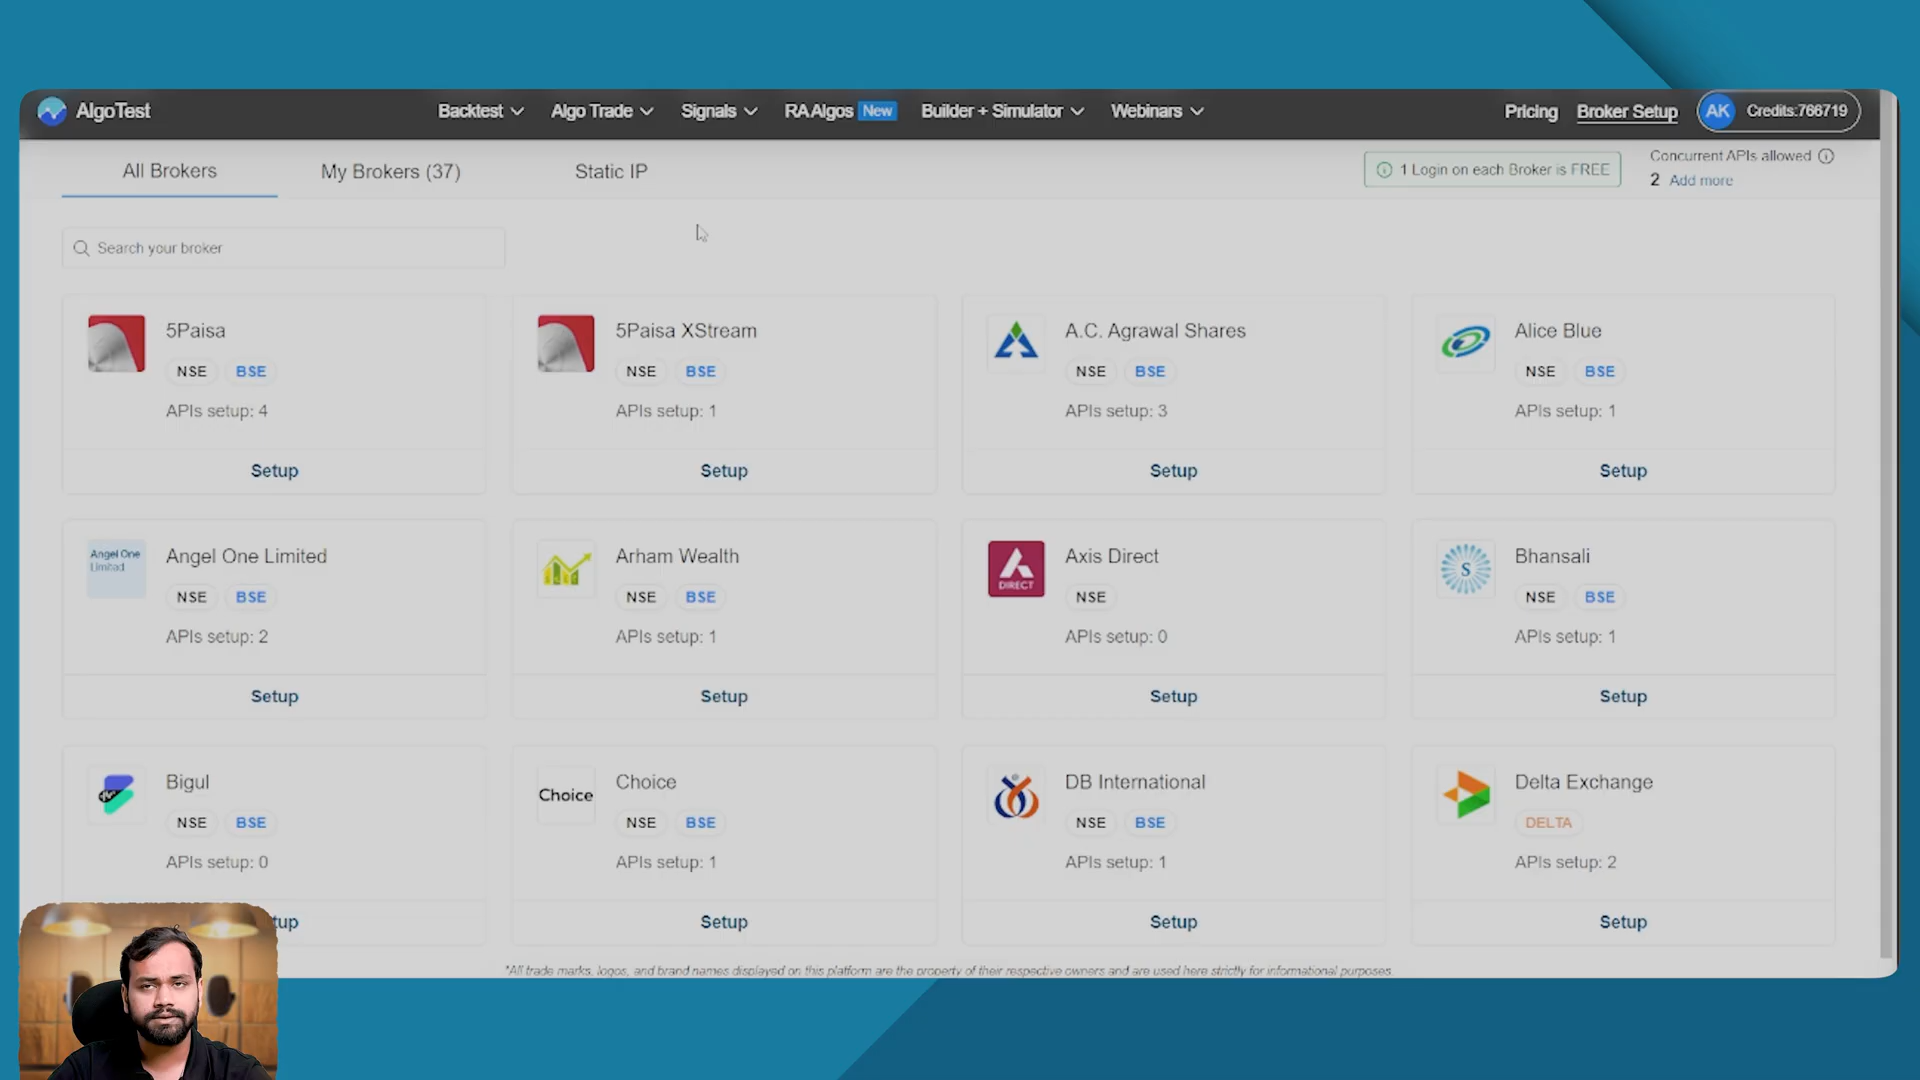 AlgoTest
Backtest
Algo Trade
Signals
RA Algos New
Builder + Simulator
Webinars
Pricing
Broker Setup
AK
Credits:766719
All Brokers
My Brokers (37)
Static IP
1 Login on each Broker is FREE
Concurrent APIs allowed
2 Add more
Search your broker
5Paisa
NSE BSE
APIs setup: 4
Setup
5Paisa XStream
NSE BSE
APIs setup: 1
Setup
A.C. Agrawal Shares
NSE BSE
APIs setup: 3
Setup
Alice Blue
NSE BSE
APIs setup: 1
Setup
Angel One
Limited
Angel One Limited
NSE BSE
APIs setup: 2
Setup
Arham Wealth
NSE BSE
APIs setup: 1
Setup
DIRECT
Axis Direct
NSE
APIs setup: 0
Setup
S
Bhansali
NSE BSE
APIs setup: 1
Setup
Bigul
NSE BSE
APIs setup: 0
tup
Choice
Choice
NSE BSE
APIs setup: 1
Setup
DB International
NSE BSE
APIs setup: 1
Setup
Delta Exchange
DELTA
APIs setup: 2
Setup
*All trade marks, logos, and brand names displayed on this platform are the property of their respective owners and are used here strictly for informational purposes.